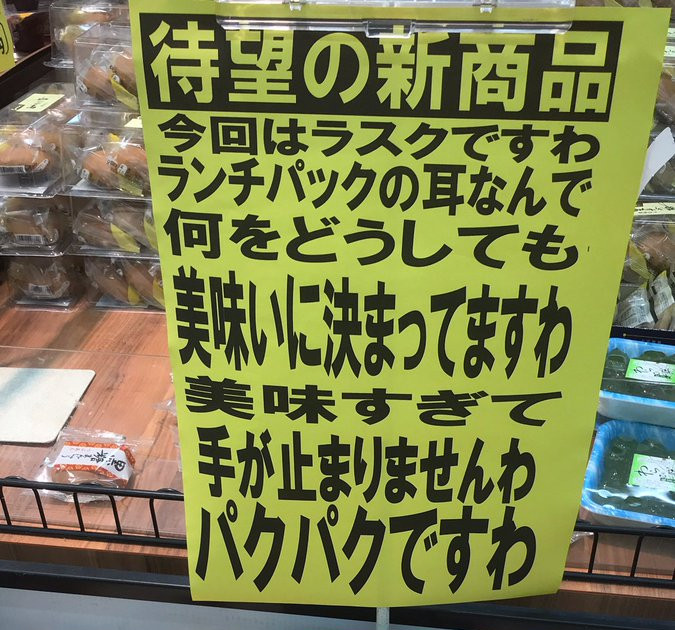 待望の新商品
今回はラスクですわ
ランチパックの耳なんで
何をどうしても
美味いに決まってますわ
美味すぎて
手が止まりませんわ
パクパクですわ